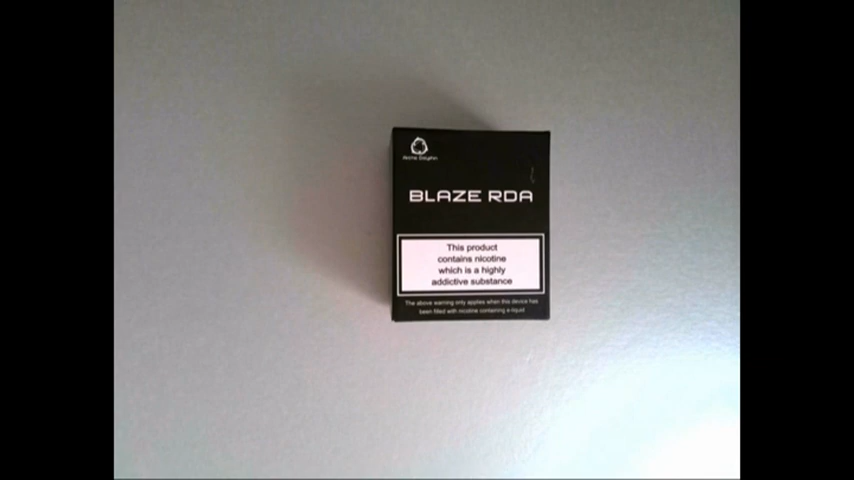 BLAZE RDA
This product
contains nicotine
which is a highly
addictive substance
The above warning only applies when this device has
been filled with nicotine containing e-liquid